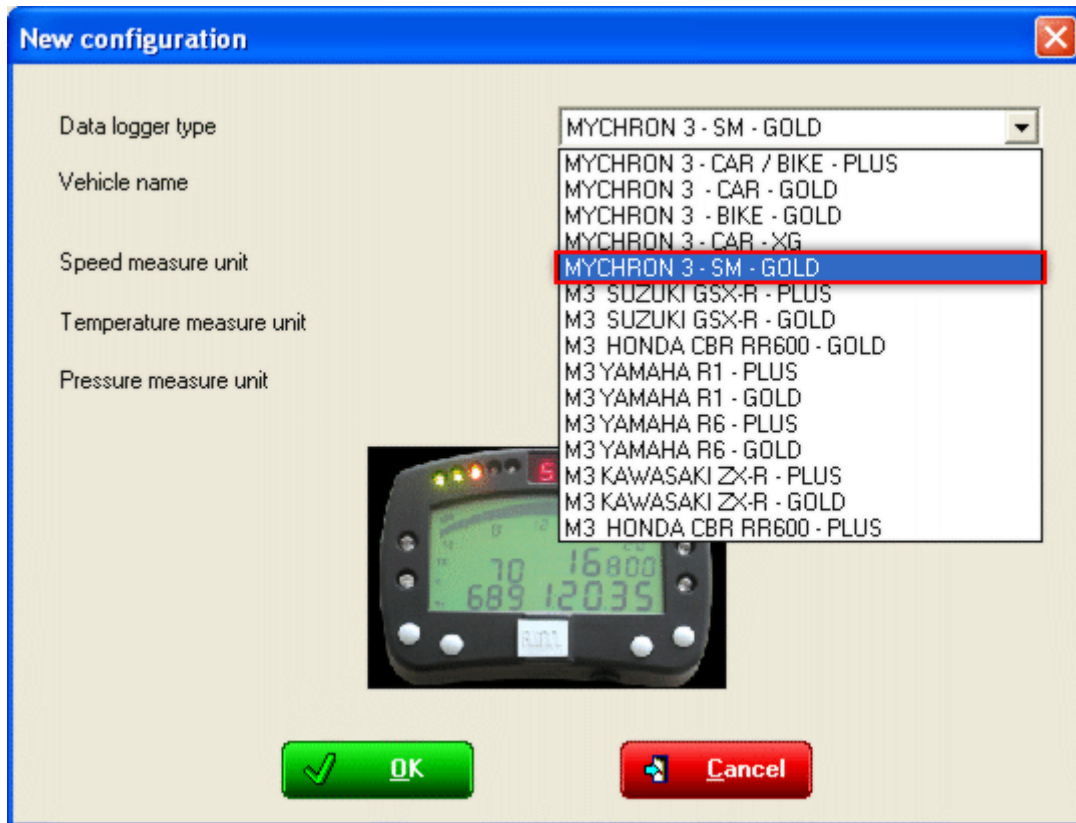 New configuration
Data logger type
MYCHRON 3 - SM - GOLD
MYCHRON 3 - CAR / BIKE - PLUS
MYCHRON 3 - CAR - GOLD
MYCHRON 3 - BIKE - GOLD
MYCHRON 3 - CAR - XG
MYCHRON 3 - SM - GOLD
M3 SUZUKI GSX-R - PLUS
M3 SUZUKI GSX-R - GOLD
M3 HONDA CBR RR600 - GOLD
M3 YAMAHA R1 - PLUS
M3 YAMAHA R1 - GOLD
M3 YAMAHA R6 - PLUS
M3 YAMAHA R6 - GOLD
M3 KAWASAKI ZX-R - PLUS
M3 KAWASAKI ZX-R - GOLD
M3 HONDA CBR RR600 - PLUS
Vehicle name
Speed measure unit
Temperature measure unit
Pressure measure unit
70 16800
689 12035
OK
Cancel